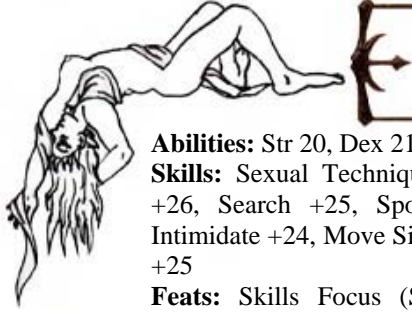 Abilities: Str 20, Dex 21
Skills: Sexual Techniqu
+26, Search +25, Spo
Intimidate +24, Move Si
+25
Feats: Skills Focus (S